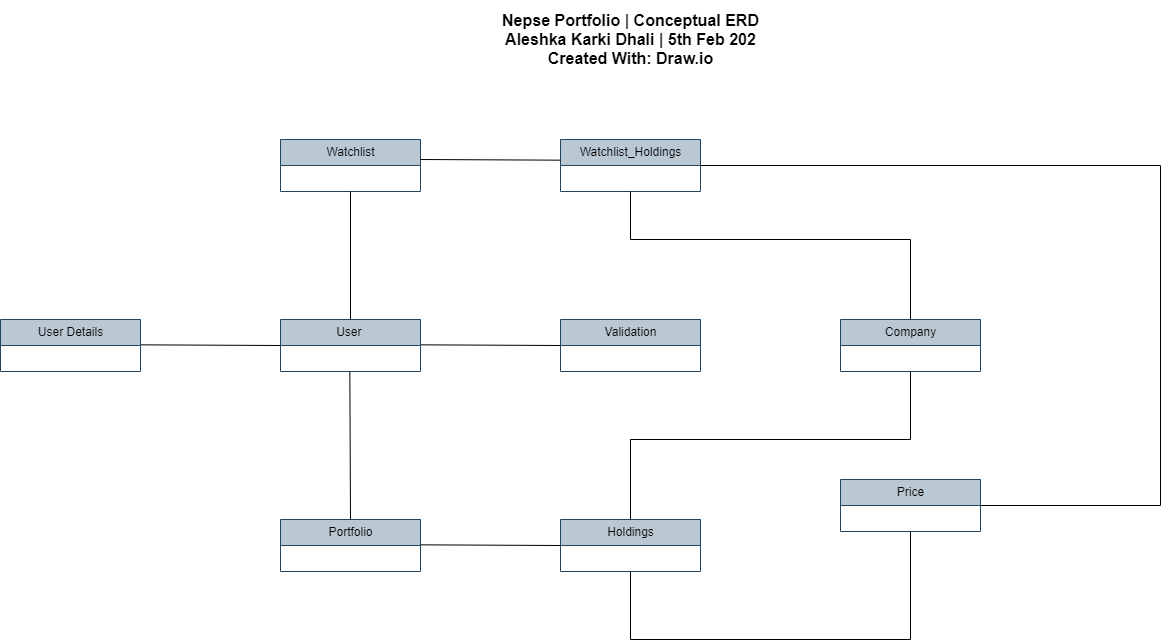 Nepse Portfolio | Conceptual ERD
Aleshka Karki Dhali | 5th Feb 202
Created With: Draw.io
Watchlist
Watchlist_Holdings
User Details
User
Validation
Company
Price
Portfolio
Holdings